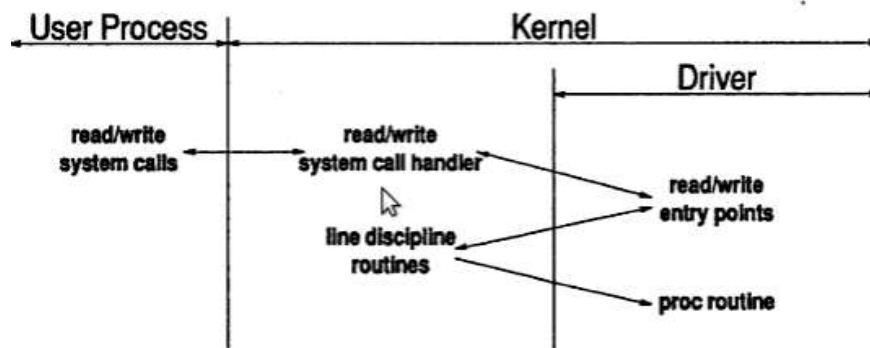 User Process
Kernel
Driver
read/write
system calls
read/write
system call handler
read/write
entry points
line discipline
routines
proc routine